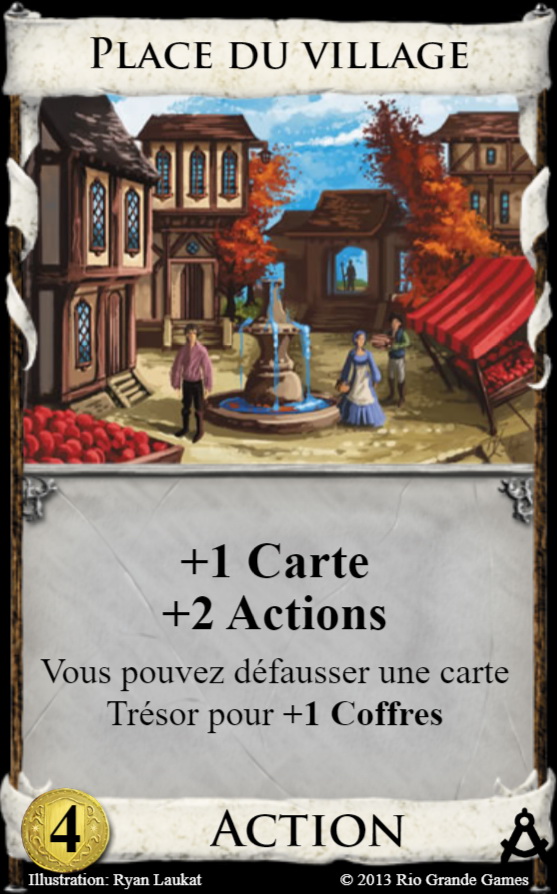 Place du village
+1 Carte
+2 Actions
Vous pouvez défausser une carte
Trésor pour +1 Coffres
4
Action
Illustration: Ryan Laukat
© 2013 Rio Grande Games